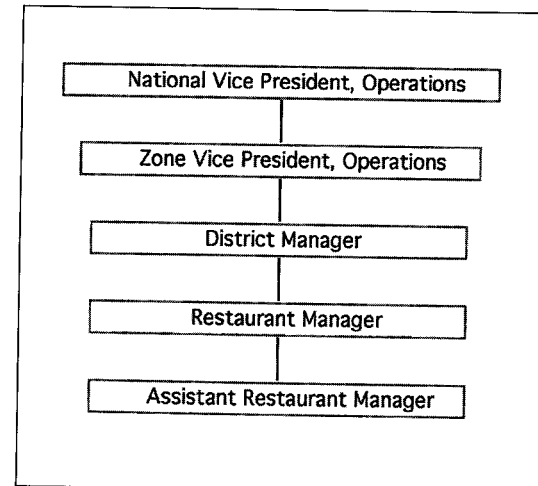 National Vice President, Operations
Zone Vice President, Operations
District Manager
Restaurant Manager
Assistant Restaurant Manager